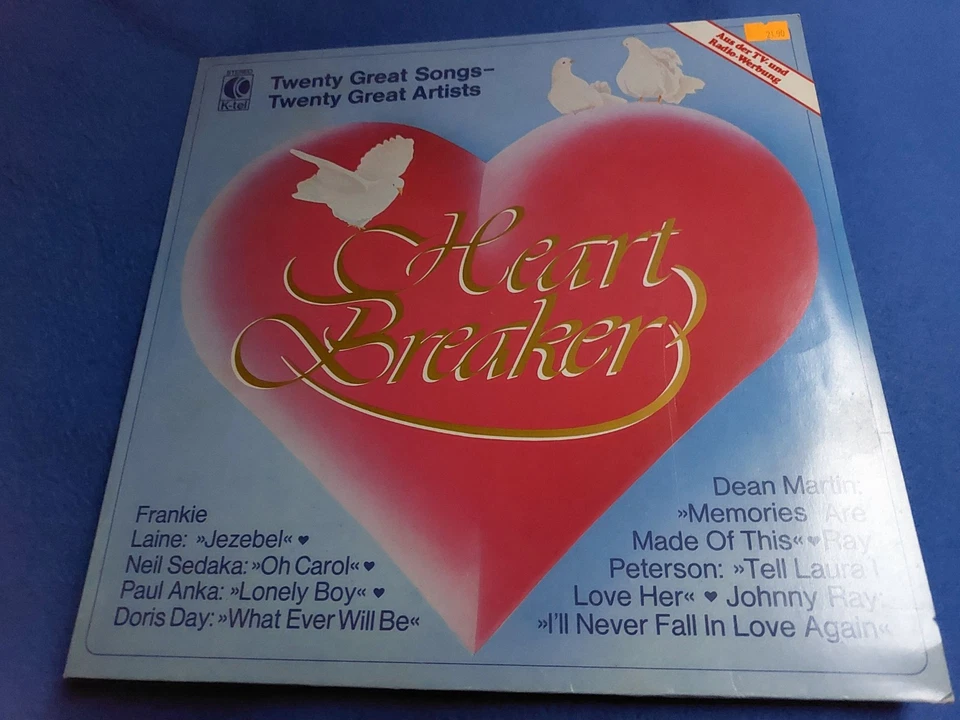 STEREO
K-tel
Twenty Great Songs–
Twenty Great Artists
Aus der TV. und
Radio-Werbung
21.90
Heart
Breaker
Frankie
Laine: »Jezebel« ♥
Neil Sedaka: »Oh Carol« ♥
Paul Anka: »Lonely Boy« ♥
Doris Day: »What Ever Will Be«
Dean Martin:
»Memories Are
Made Of This« ♥ Ray
Peterson: »Tell Laura I
Love Her« ♥ Johnny Ray:
»I'll Never Fall In Love Again«